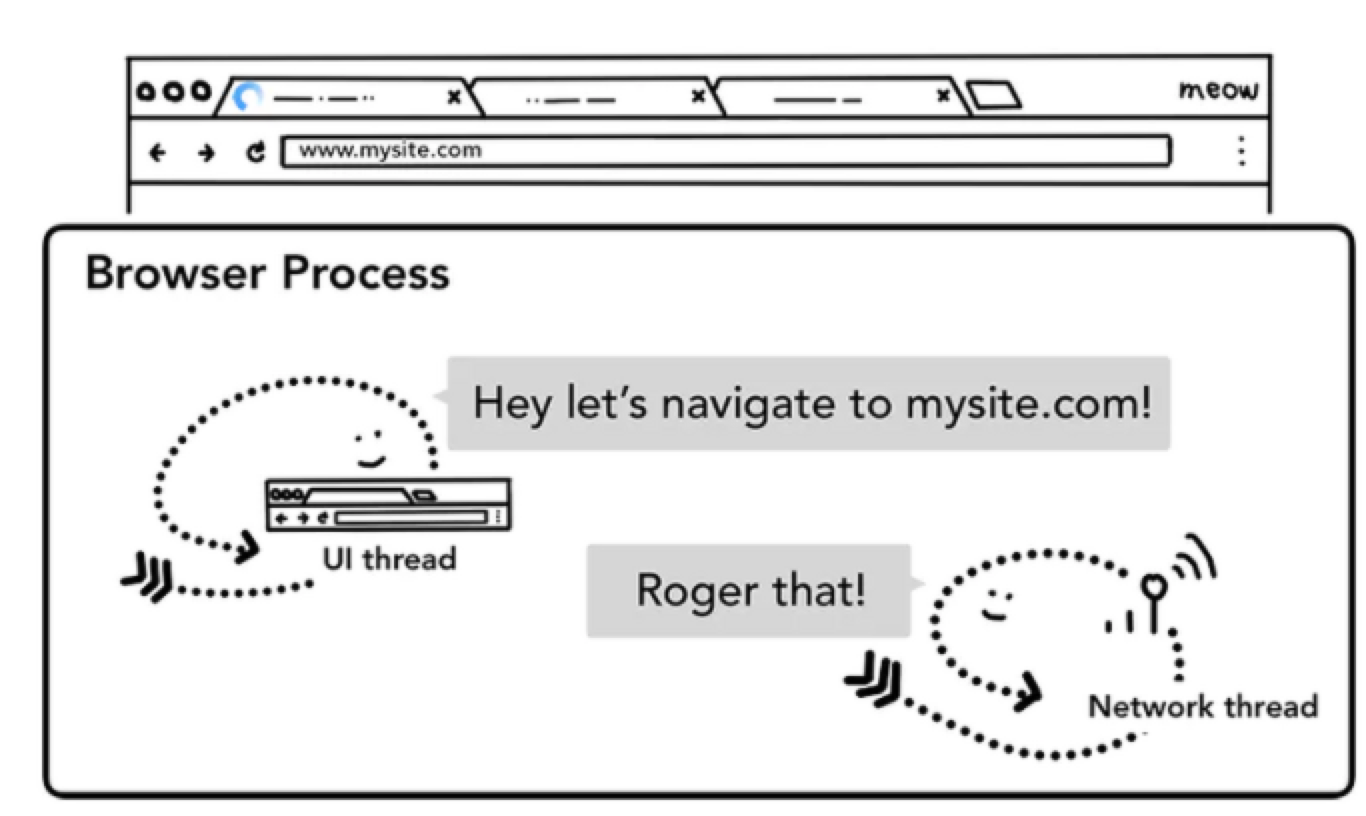 meow
www.mysite.com
Browser Process
Hey let's navigate to mysite.com!
UI thread
Roger that!
Network thread